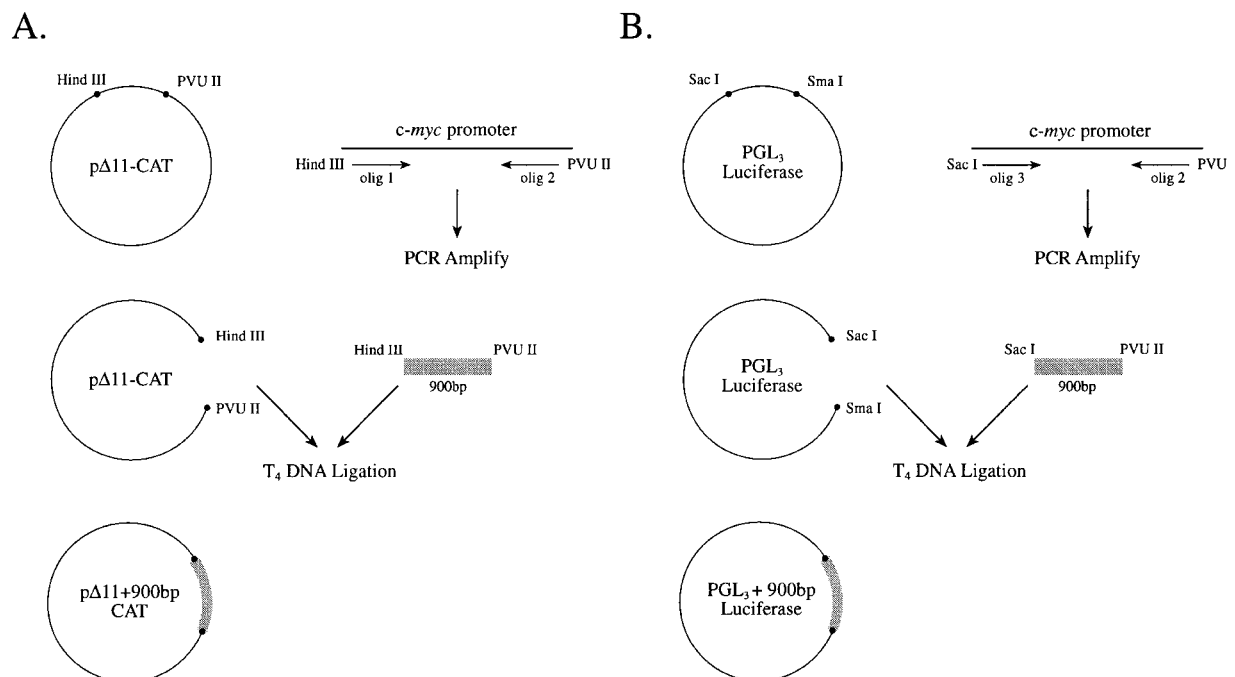 A.
Hind III
PVU II
pΔ11-CAT
c-myc promoter
Hind III
olig 1
olig 2
PVU II
PCR Amplify
Hind III
pΔ11-CAT
PVU II
Hind III
PVU II
900bp
T4 DNA Ligation
pΔ11+900bp
CAT
B.
Sac I
Sma I
PGL3
Luciferase
c-myc promoter
Sac I
olig 3
olig 2
PVU
PCR Amplify
Sac I
PGL3
Luciferase
Sma I
Sac I
PVU II
900bp
T4 DNA Ligation
PGL3 + 900bp
Luciferase